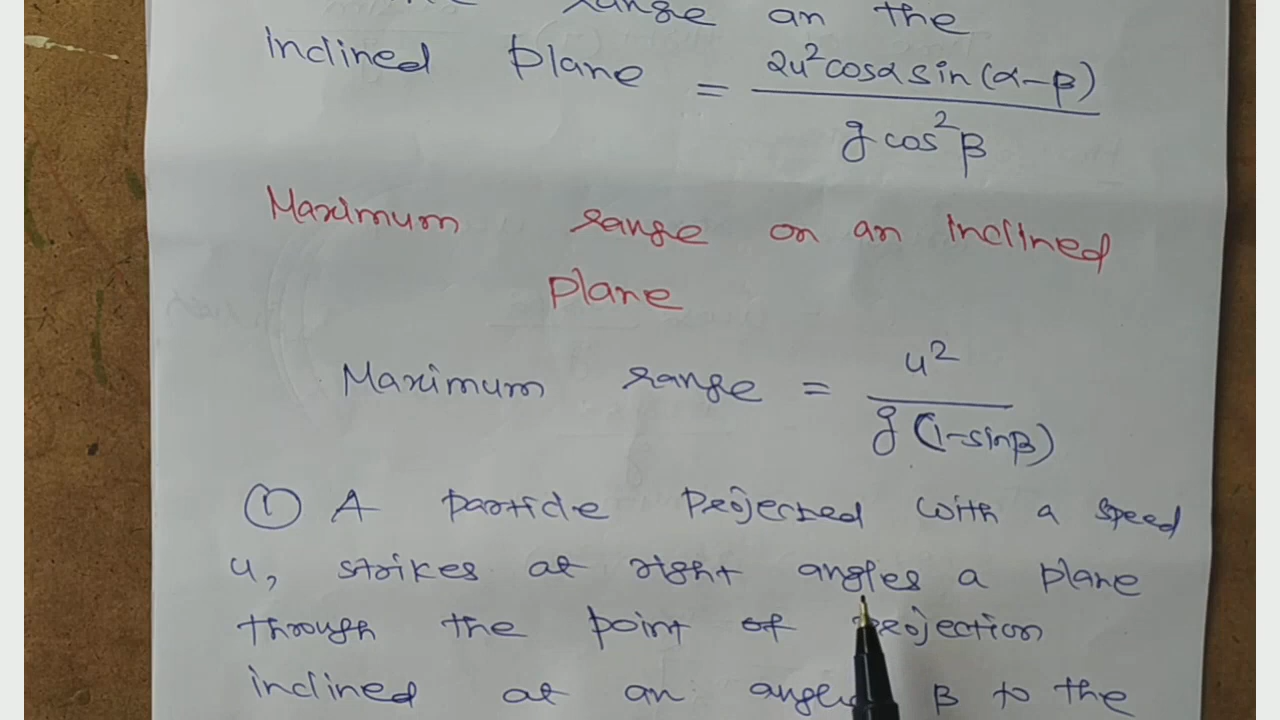 range on the
inclined plane = 2u²cosα sin(α-β) / g cos²β
Maximum range on an inclined
plane
Maximum range = u² / g(1-sinβ)
① A particle projected with a speed
u, strikes at right angles a plane
through the point of projection
inclined at an angle β to the